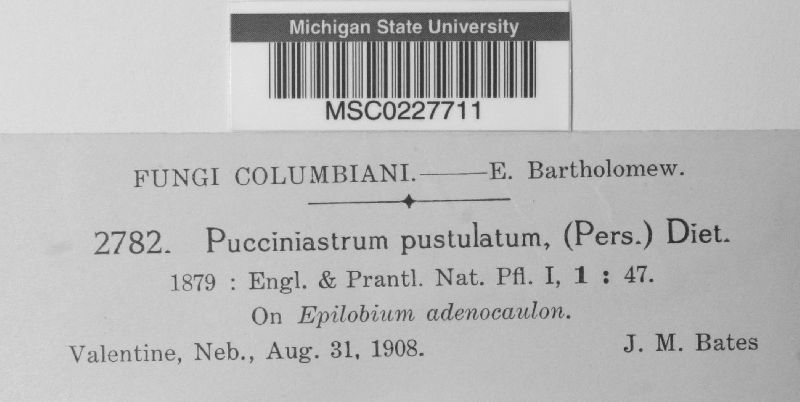 Michigan State University
MSC0227711
FUNGI COLUMBIANI.——E. Bartholomew.
2782. Pucciniastrum pustulatum, (Pers.) Diet.
1879 : Engl. & Prantl. Nat. Pfl. I, 1 : 47.
On Epilobium adenocaulon.
Valentine, Neb., Aug. 31, 1908. J. M. Bates